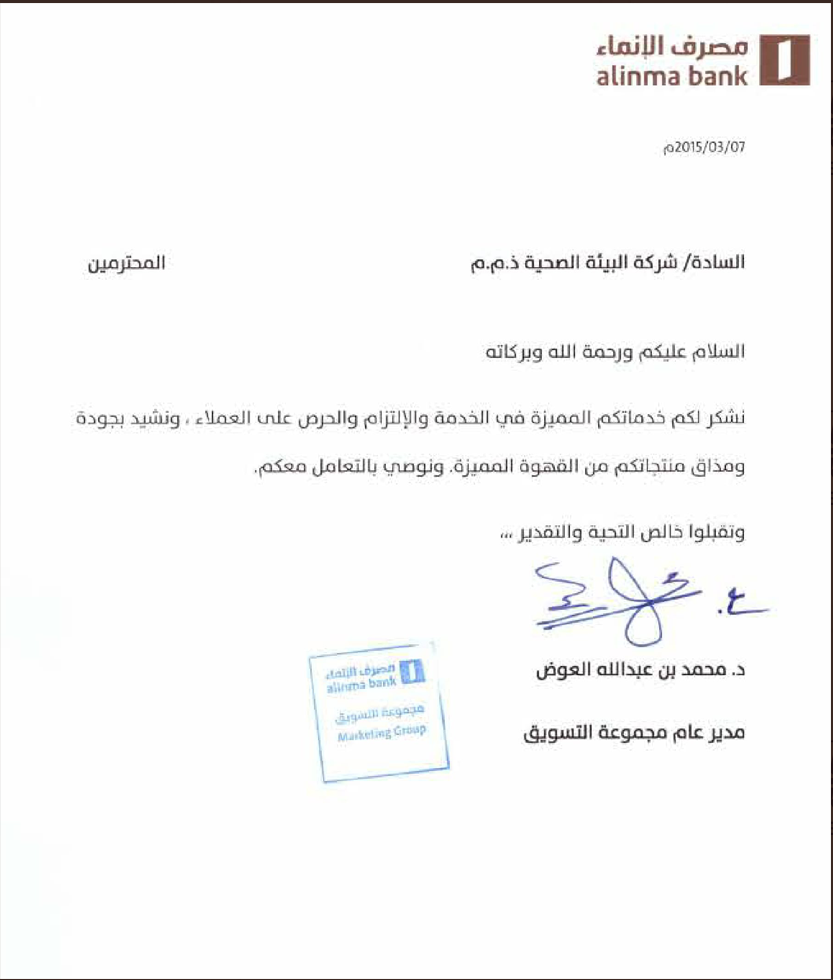 مصرف الإنماء
alinma bank
2015/03/07م
السادة/ شركة البيئة الصحية ذ.م.م المحترمين
السلام عليكم ورحمة الله وبركاته
نشكر لكم خدماتكم المميزة في الخدمة والإلتزام والحرص على العملاء ، ونشيد بجودة
ومذاق منتجاتكم من القهوة المميزة. ونوصي بالتعامل معكم.
وتقبلوا خالص التحية والتقدير ,,,
د. محمد بن عبدالله العوض
مدير عام مجموعة التسويق
مصرف الإنماء
alinma bank
مجموعة التسويق
Marketing Group